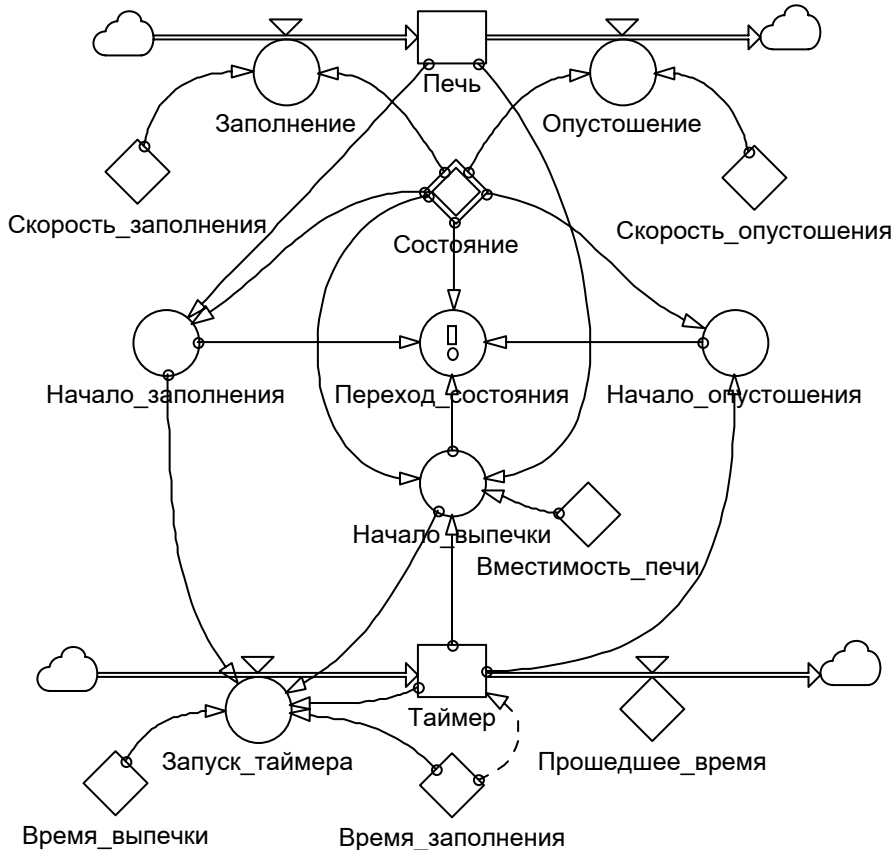 Печь
Заполнение
Опустошение
Скорость_заполнения
Скорость_опустошения
Состояние
Начало_заполнения
Переход_состояния
Начало_опустошения
Начало_выпечки
Вместимость_печи
Таймер
Запуск_таймера
Прошедшее_время
Время_выпечки
Время_заполнения